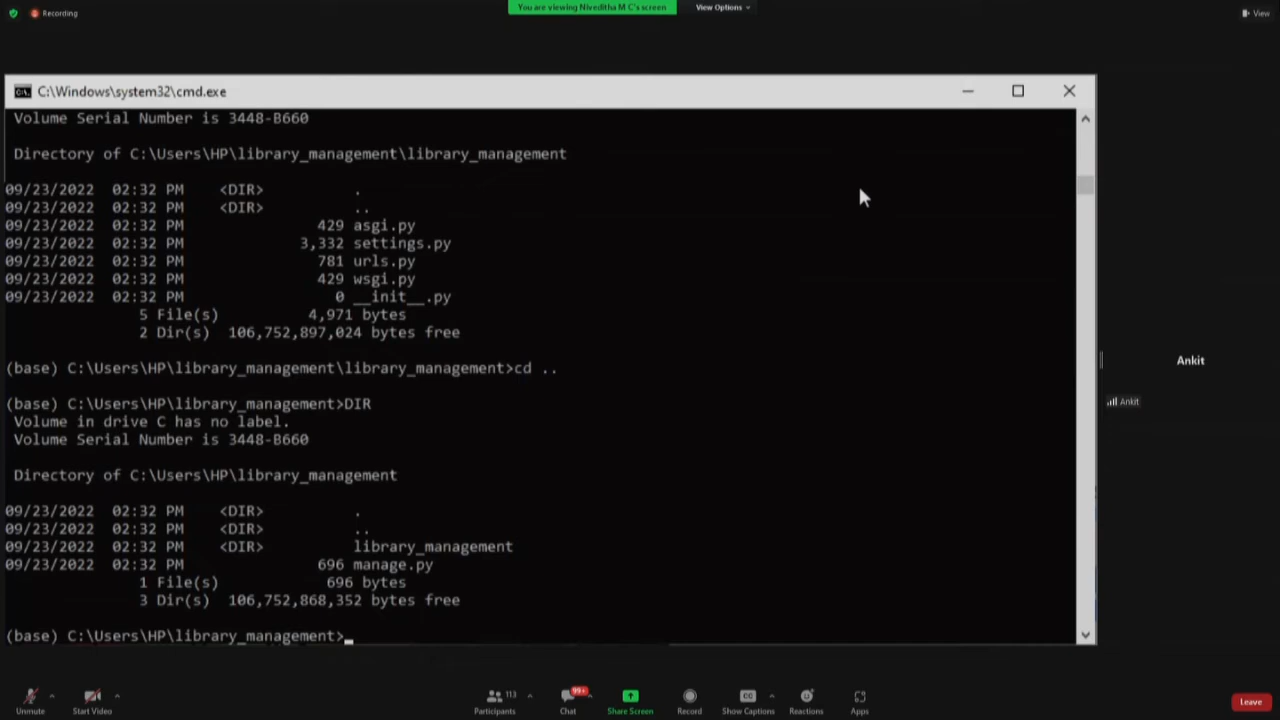 Recording
You are viewing Niveditha M C's screen
View Options
View
C:\Windows\system32\cmd.exe
Volume Serial Number is 3448-B660
Directory of C:\Users\HP\library_management\library_management
09/23/2022 02:32 PM <DIR> .
09/23/2022 02:32 PM <DIR> ..
09/23/2022 02:32 PM 429 asgi.py
09/23/2022 02:32 PM 3,332 settings.py
09/23/2022 02:32 PM 781 urls.py
09/23/2022 02:32 PM 429 wsgi.py
09/23/2022 02:32 PM 0 __init__.py
5 File(s) 4,971 bytes
2 Dir(s) 106,752,897,024 bytes free
(base) C:\Users\HP\library_management\library_management>cd ..
(base) C:\Users\HP\library_management>DIR
Volume in drive C has no label.
Volume Serial Number is 3448-B660
Directory of C:\Users\HP\library_management
09/23/2022 02:32 PM <DIR> .
09/23/2022 02:32 PM <DIR> ..
09/23/2022 02:32 PM <DIR> library_management
09/23/2022 02:32 PM 696 manage.py
1 File(s) 696 bytes
3 Dir(s) 106,752,868,352 bytes free
(base) C:\Users\HP\library_management>
Ankit
Ankit
Unmute
Start Video
Participants 113
Chat 99+
Share Screen
Record
CC Show Captions
Reactions
Apps
Leave